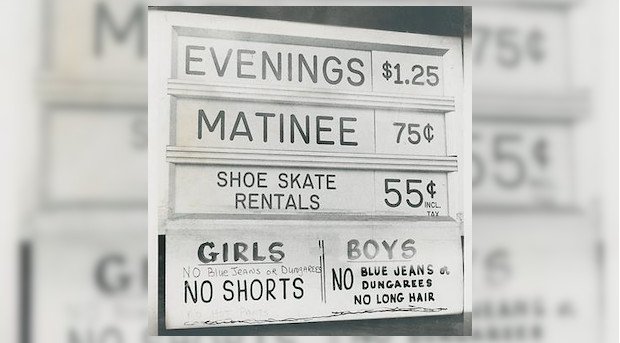 EVENINGS $1.25
MATINEE 75¢
SHOE SKATE
RENTALS
55¢
INCL.
TAX
GIRLS
NO Blue Jeans or Dungarees
NO SHORTS
BOYS
NO BLUE JEANS or
DUNGAREES
NO LONG HAIR